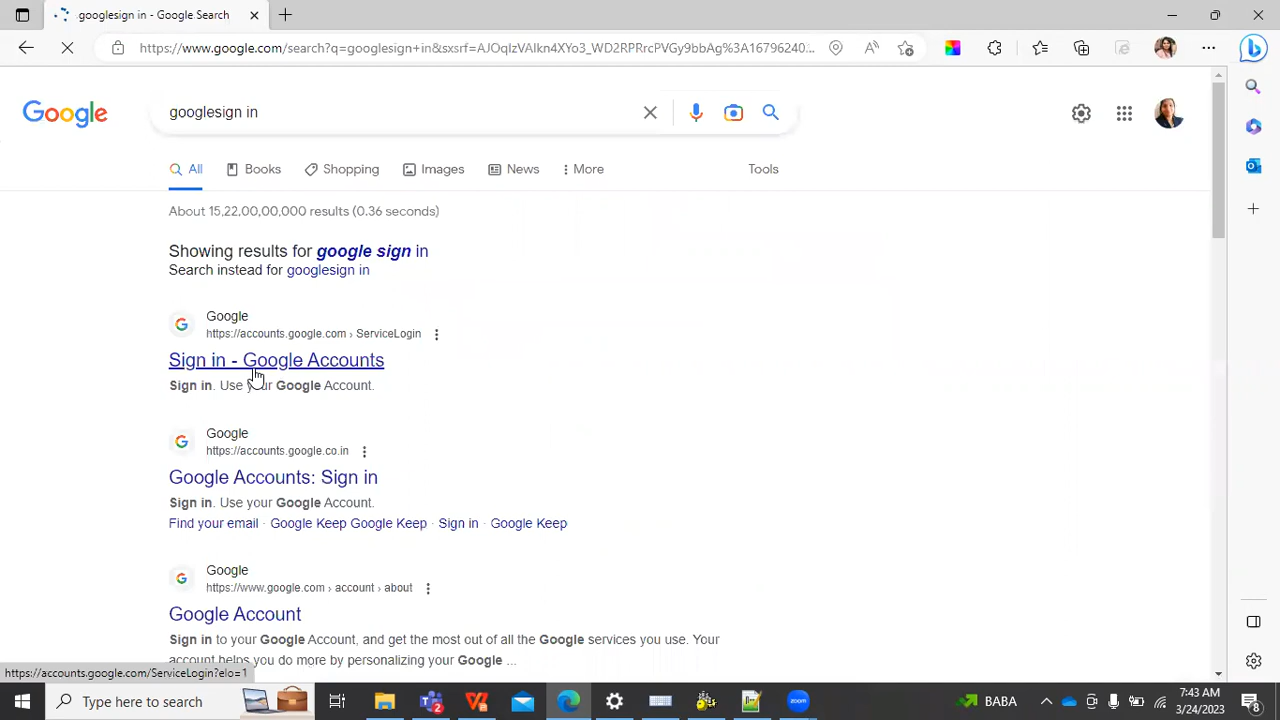 googlesign in - Google Search
https://www.google.com/search?q=googlesign+in&sxsrf=AJOqlzVAlkn4XYo3_WD2RPRrcPVGy9bbAg%3A16796240...
Google
googlesign in
All
Books
Shopping
Images
News
More
Tools
About 15,22,00,00,000 results (0.36 seconds)
Showing results for google sign in
Search instead for googlesign in
Google
https://accounts.google.com › ServiceLogin
Sign in - Google Accounts
Sign in. Use your Google Account.
Google
https://accounts.google.co.in
Google Accounts: Sign in
Sign in. Use your Google Account.
Find your email · Google Keep Google Keep · Sign in · Google Keep
Google
https://www.google.com › account › about
Google Account
Sign in to your Google Account, and get the most out of all the Google services you use. Your
account helps you do more by personalizing your Google ...
https://accounts.google.com/ServiceLogin?elo=1
Type here to search
BABA
7:43 AM
3/24/2023
8